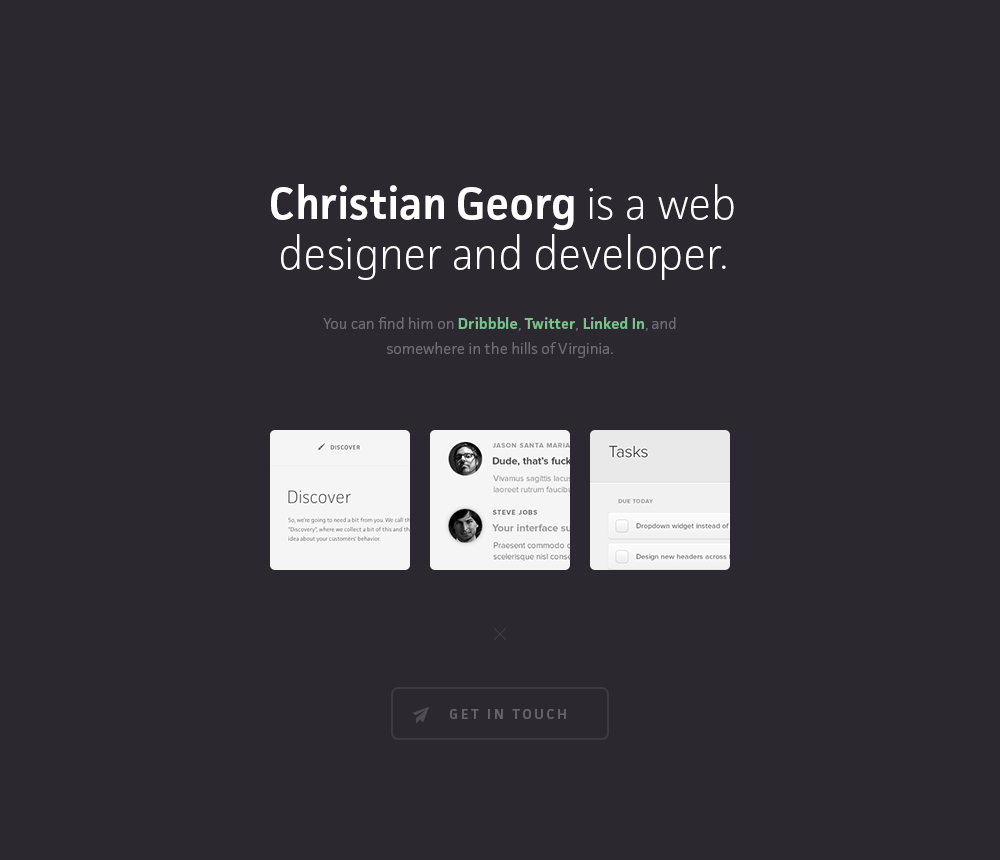 Christian Georg is a web
designer and developer.
You can find him on Dribbble, Twitter, Linked In, and
somewhere in the hills of Virginia.
DISCOVER
Discover
So, we're going to need a bit from you. We call th
"Discovery", where we collect a bit of this and th
idea about your customers' behavior.
JASON SANTA MARIA
Dude, that's fuck
Vivamus sagittis lacus
laoreet rutrum faucibu
STEVE JOBS
Your interface su
Praesent commodo c
scelerisque nisl conse
Tasks
DUE TODAY
Dropdown widget instead of
Design new headers across
GET IN TOUCH